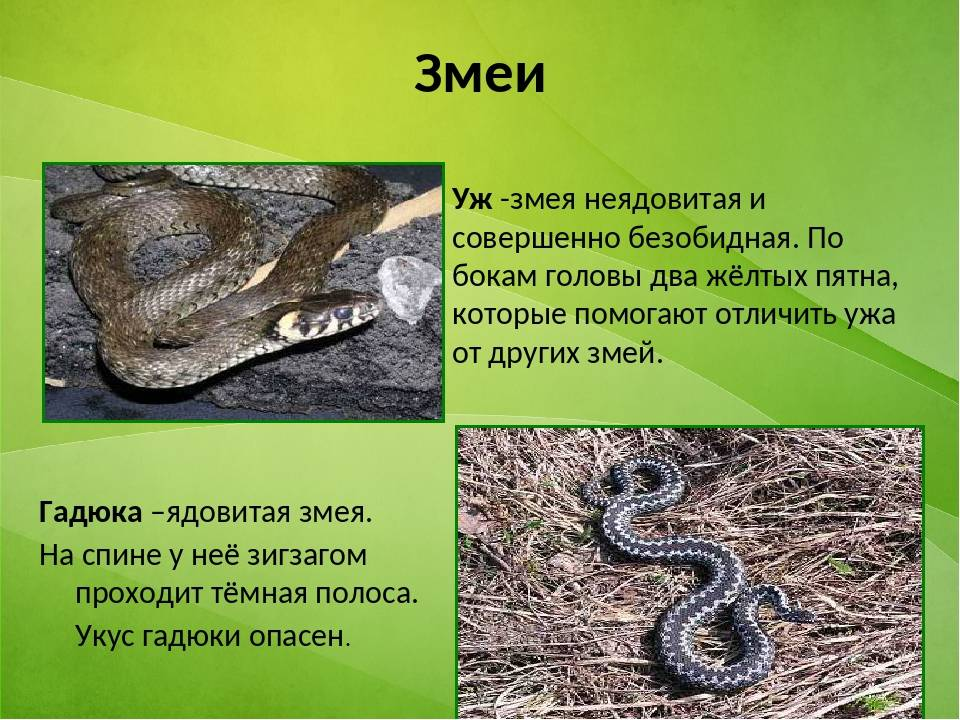 Змеи
Уж -змея неядовитая и
совершенно безобидная. По
бокам головы два жёлтых пятна,
которые помогают отличить ужа
от других змей.
Гадюка –ядовитая змея.
На спине у неё зигзагом
проходит тёмная полоса.
Укус гадюки опасен.